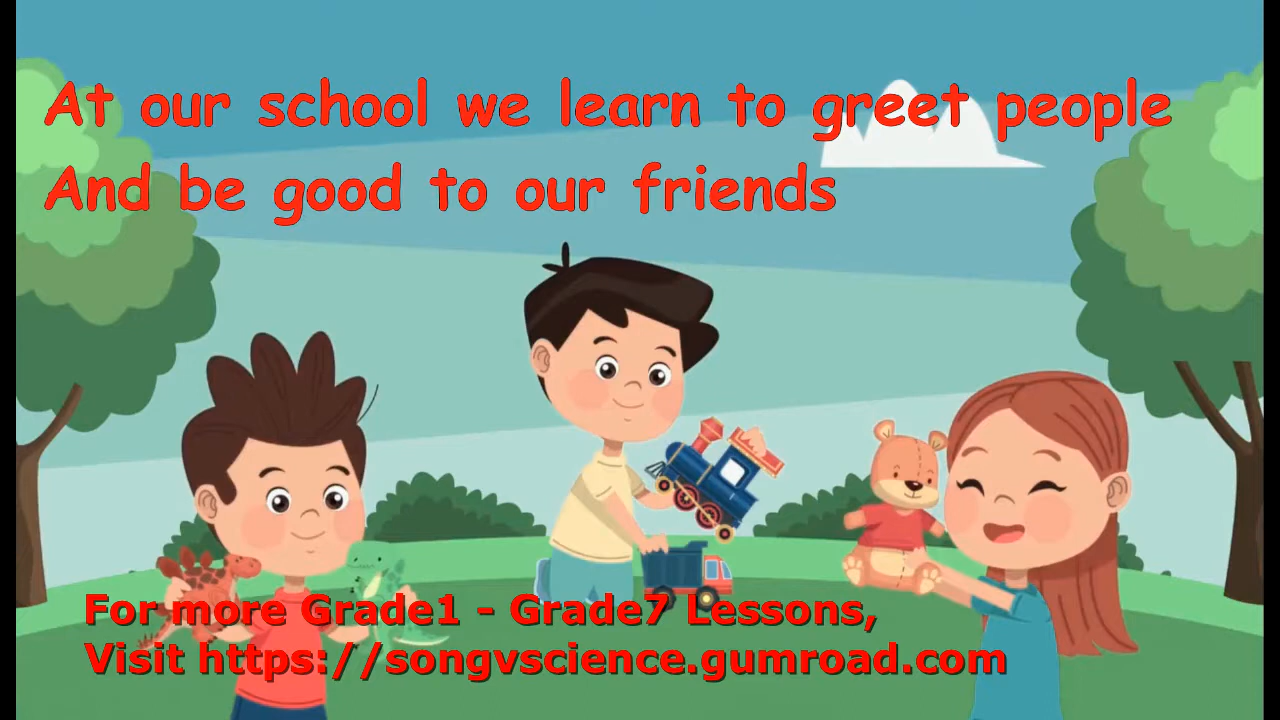 At our school we learn to greet people
And be good to our friends
For more Grade1 - Grade7 Lessons,
Visit https://songvscience.gumroad.com